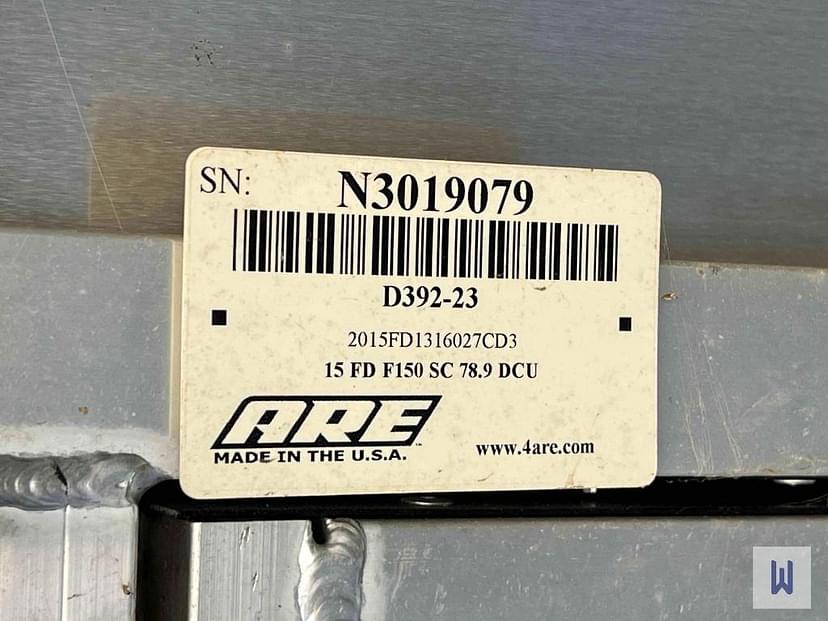 SN: N3019079
D392-23
2015FD1316027CD3
15 FD F150 SC 78.9 DCU
ARE
MADE IN THE U.S.A.
www.4are.com
W